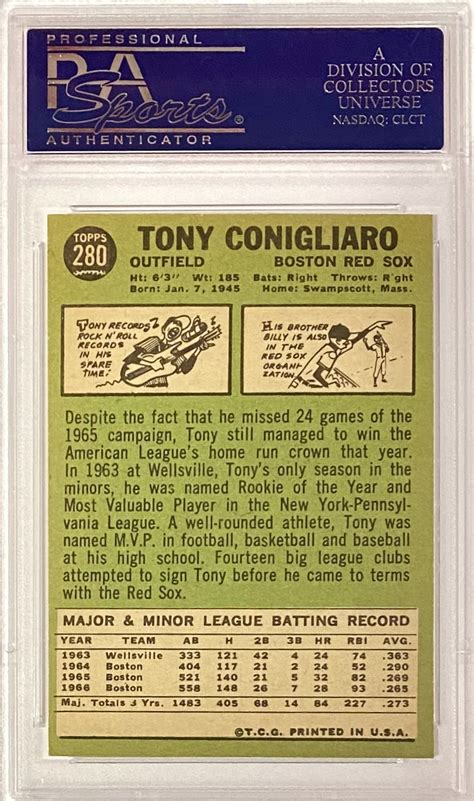 PROFESSIONAL
PSA
Sports®
AUTHENTICATOR
A
DIVISION OF
COLLECTORS
UNIVERSE
NASDAQ: CLCT
TOPPS
280
TONY CONIGLIARO
OUTFIELD BOSTON RED SOX
Ht: 6'3" Wt: 185 Bats: Right Throws: Right
Born: Jan. 7, 1945 Home: Swampscott, Mass.
TONY RECORDS
ROCK N' ROLL
RECORDS
IN HIS
SPARE
TIME!
HIS BROTHER
BILLY IS ALSO
IN THE
RED SOX
ORGAN-
IZATION.
Despite the fact that he missed 24 games of the
1965 campaign, Tony still managed to win the
American League's home run crown that year.
In 1963 at Wellsville, Tony's only season in the
minors, he was named Rookie of the Year and
Most Valuable Player in the New York-Pennsyl-
vania League. A well-rounded athlete, Tony was
named M.V.P. in football, basketball and baseball
at his high school. Fourteen big league clubs
attempted to sign Tony before he came to terms
with the Red Sox.
MAJOR & MINOR LEAGUE BATTING RECORD
YEAR TEAM AB H 2B 3B HR RBI AVG.
1963 Wellsville 333 121 42 4 24 74 .363
1964 Boston 404 117 21 2 24 52 .290
1965 Boston 521 140 21 5 32 82 .269
1966 Boston 558 148 26 7 28 93 .265
Maj. Totals 3 Yrs. 1483 405 68 14 84 227 .273
©T.C.G. PRINTED IN U.S.A.